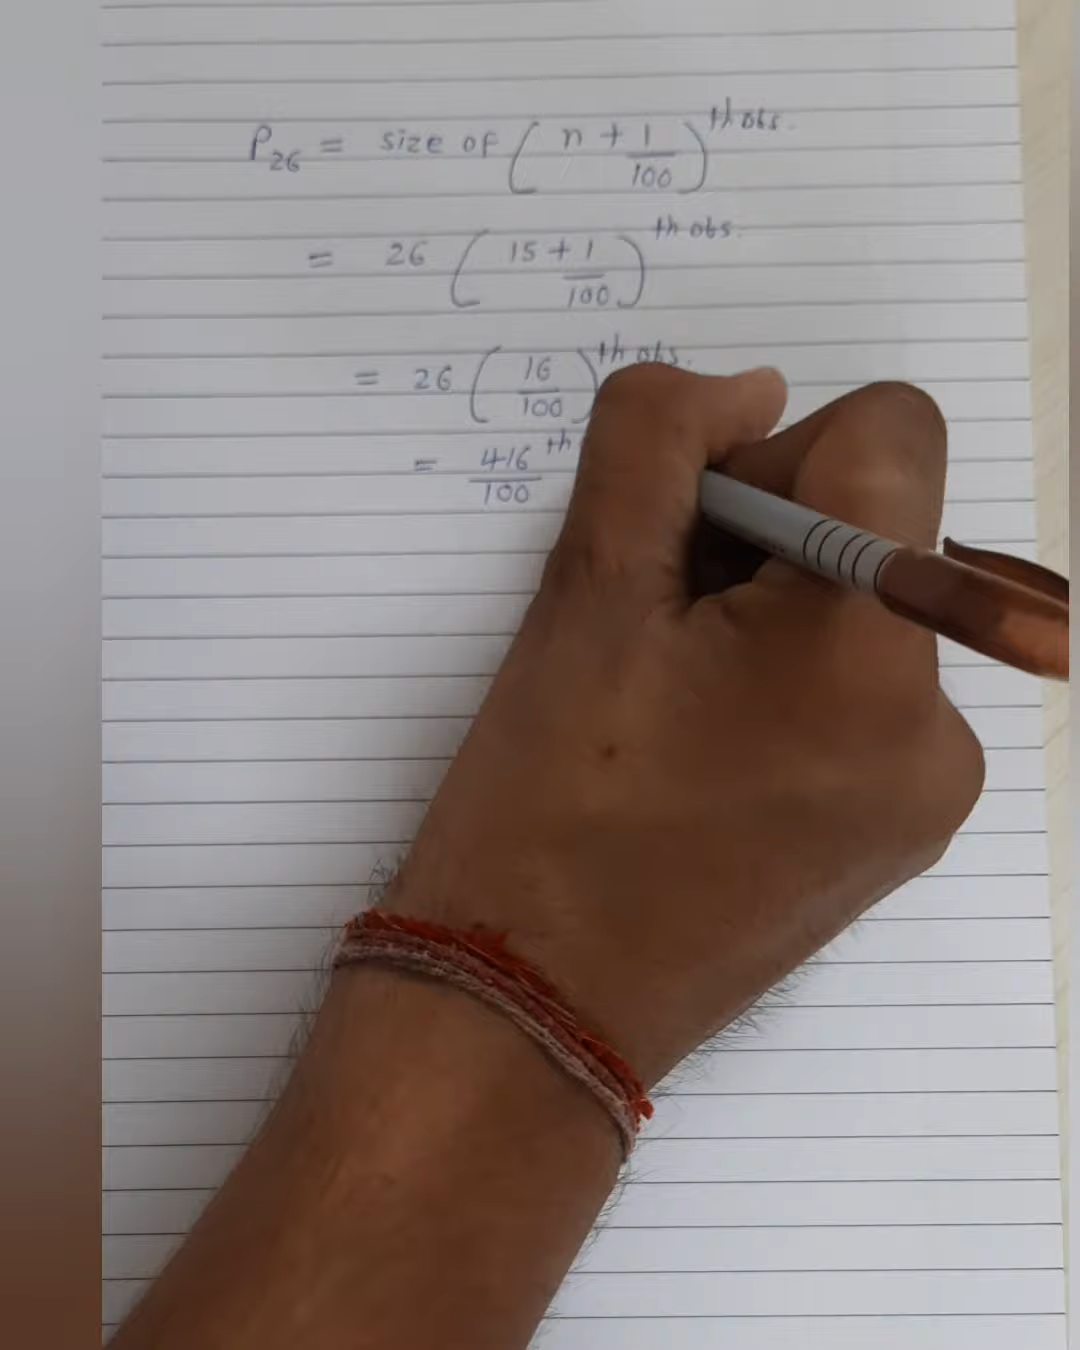 P₂₆ = size of (n + 1/100)th obs.
= 26 (15 + 1/100)th obs.
= 26 (16/100)th obs.
= 416/100 th